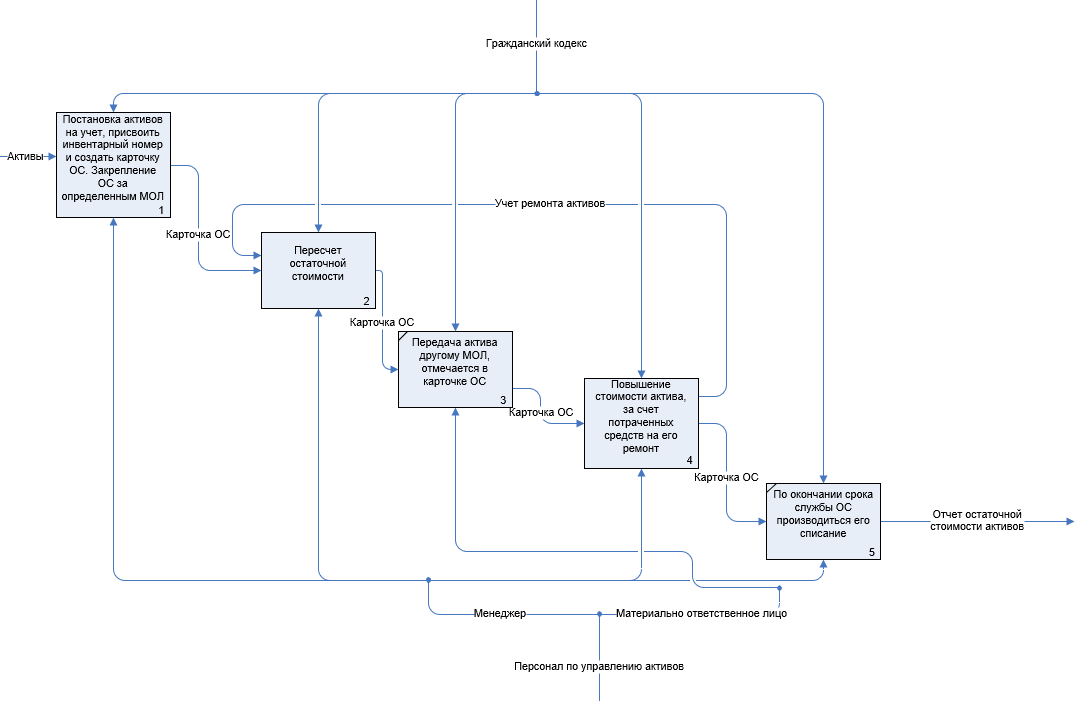 Гражданский кодекс
Активы
Постановка активов
на учет, присвоить
инвентарный номер
и создать карточку
ОС. Закрепление
ОС за
определенным МОЛ
1
Учет ремонта активов
Карточка ОС
Пересчет
остаточной
стоимости
2
Карточка ОС
Передача актива
другому МОЛ,
отмечается в
карточке ОС
3
Карточка ОС
Повышение
стоимости актива,
за счет
потраченных
средств на его
ремонт
4
Карточка ОС
По окончании срока
службы ОС
производиться его
списание
5
Отчет остаточной
стоимости активов
Менеджер
Материально ответственное лицо
Персонал по управлению активов